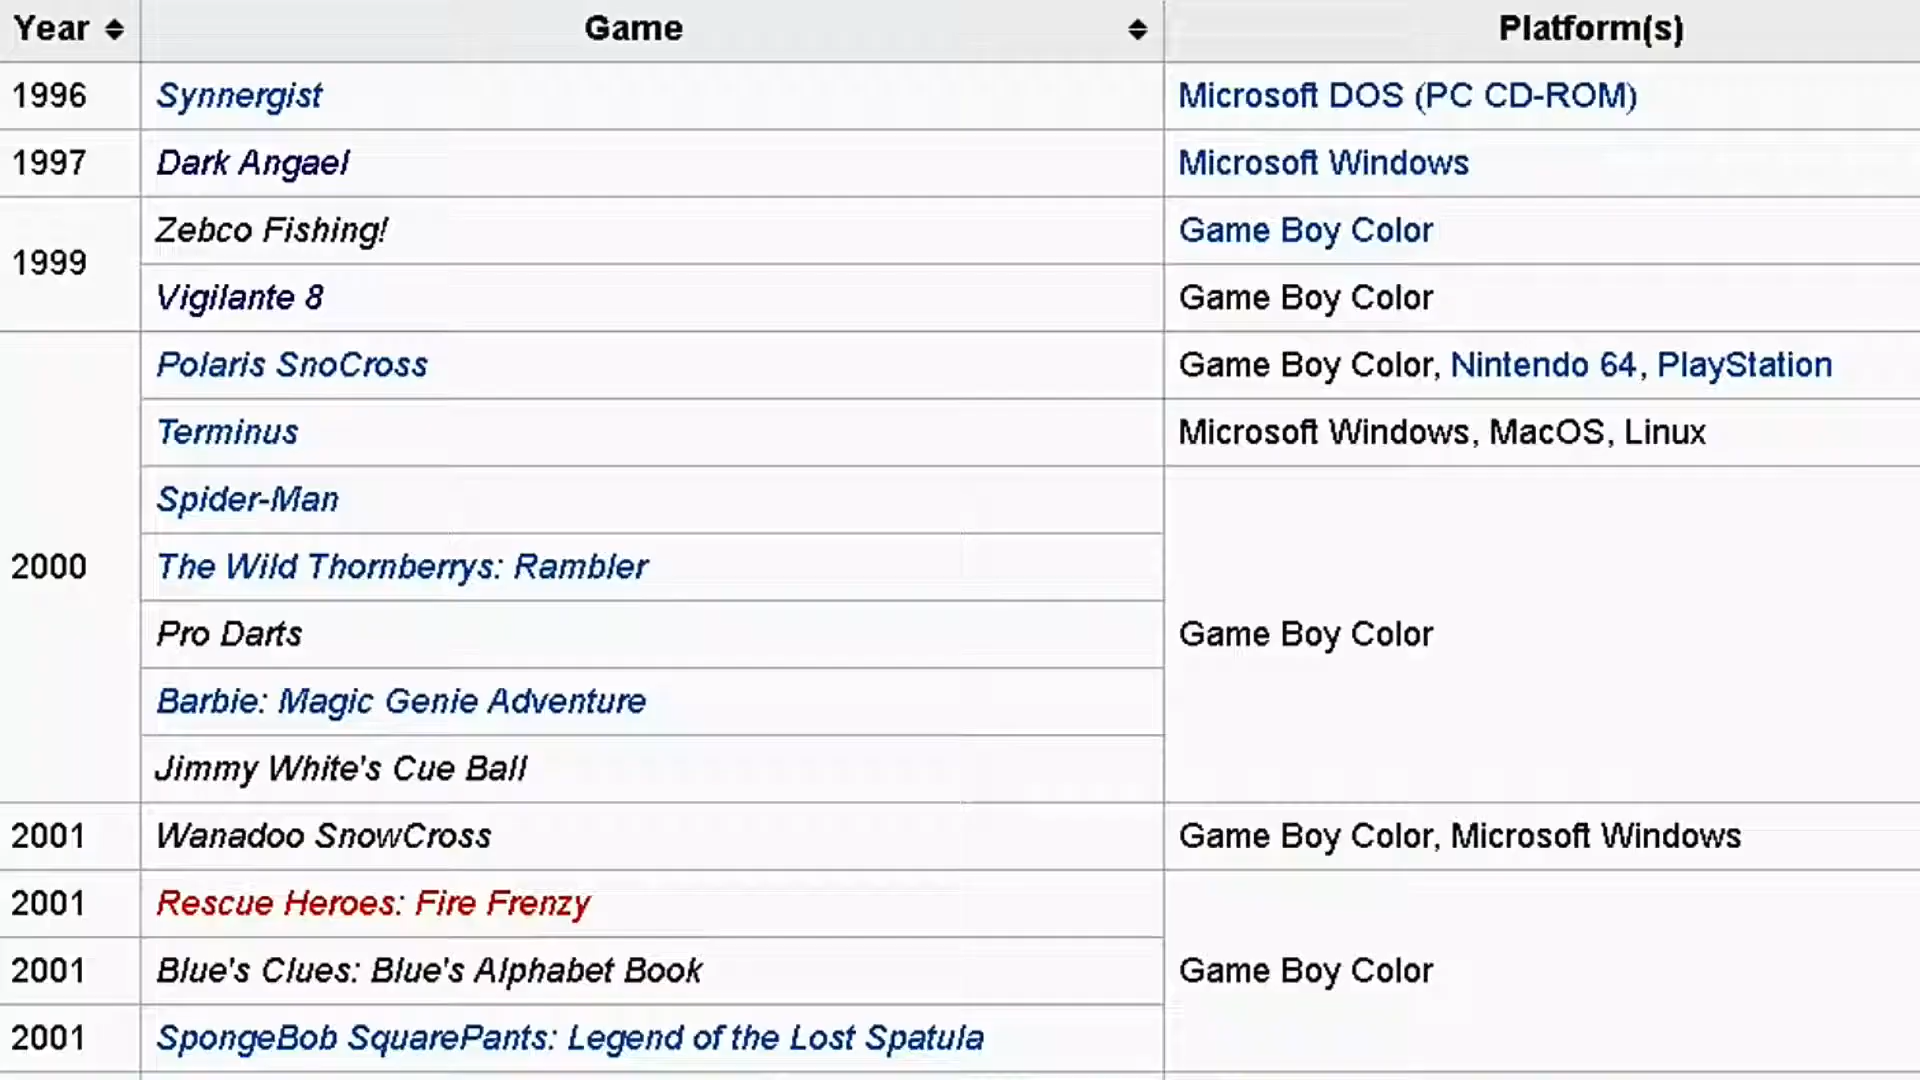 Year Game Platform(s)
1996 Synnergist Microsoft DOS (PC CD-ROM)
1997 Dark Angael Microsoft Windows
1999 Zebco Fishing! Game Boy Color
Vigilante 8 Game Boy Color
2000 Polaris SnoCross Game Boy Color, Nintendo 64, PlayStation
Terminus Microsoft Windows, MacOS, Linux
Spider-Man Game Boy Color
The Wild Thornberrys: Rambler
Pro Darts
Barbie: Magic Genie Adventure
Jimmy White's Cue Ball
2001 Wanadoo SnowCross Game Boy Color, Microsoft Windows
2001 Rescue Heroes: Fire Frenzy Game Boy Color
2001 Blue's Clues: Blue's Alphabet Book
2001 SpongeBob SquarePants: Legend of the Lost Spatula